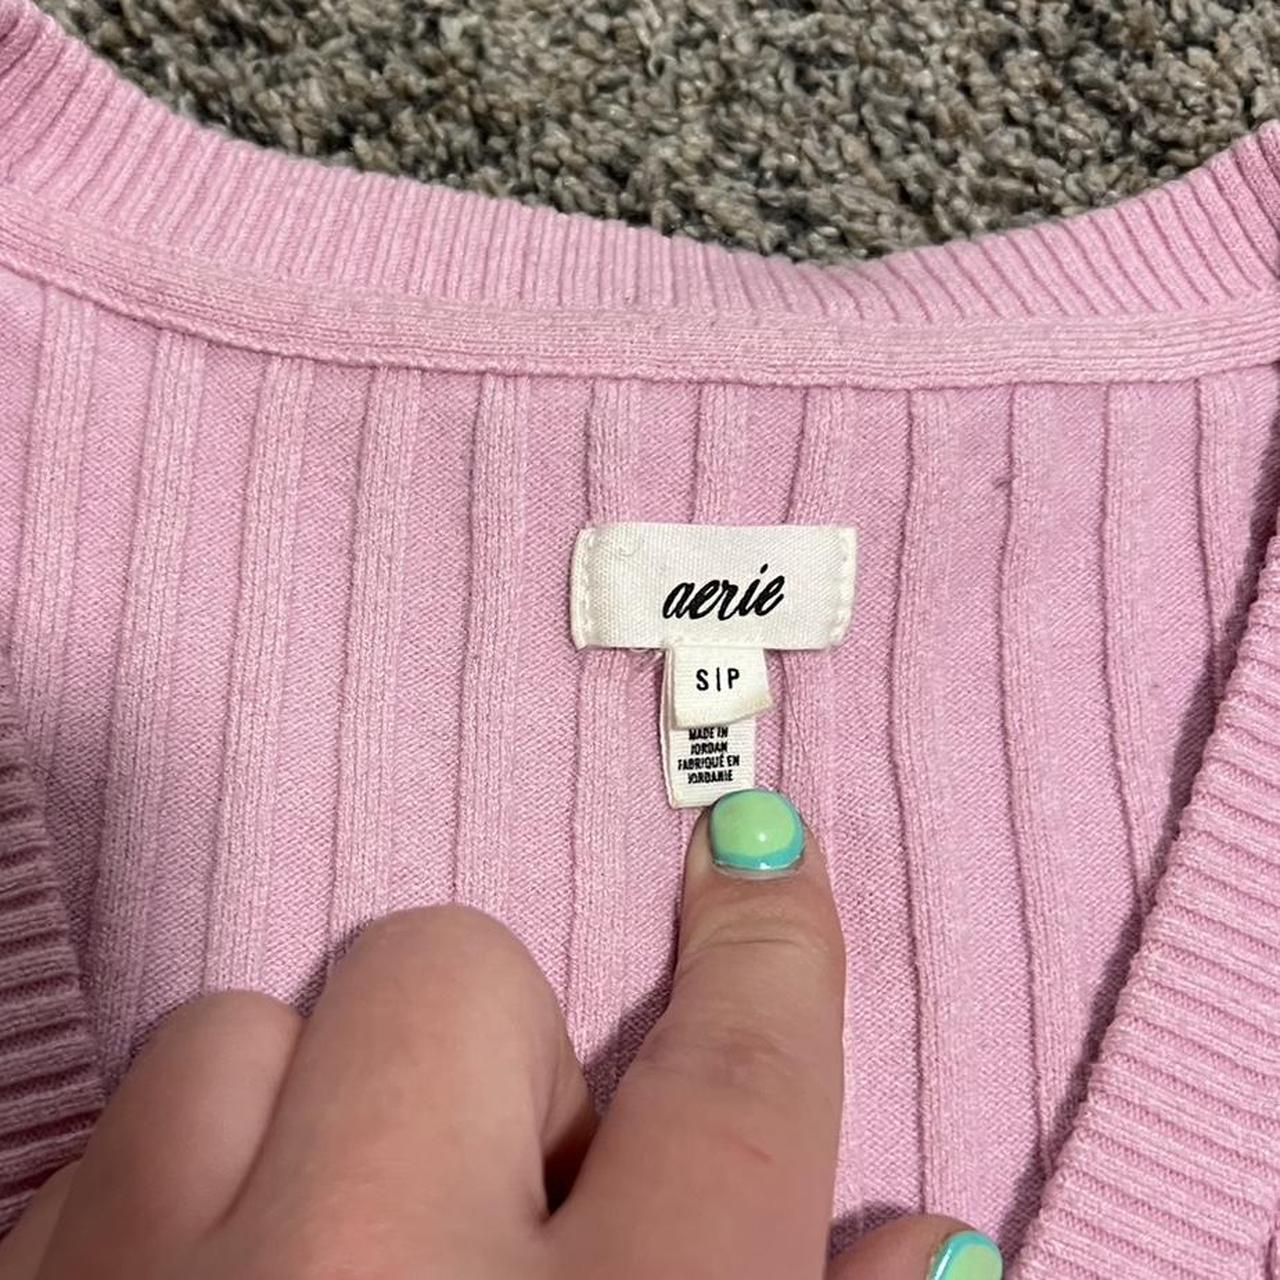 aerie
S|P
MADE IN
JORDAN
FABRIQUÉ EN
JORDANIE